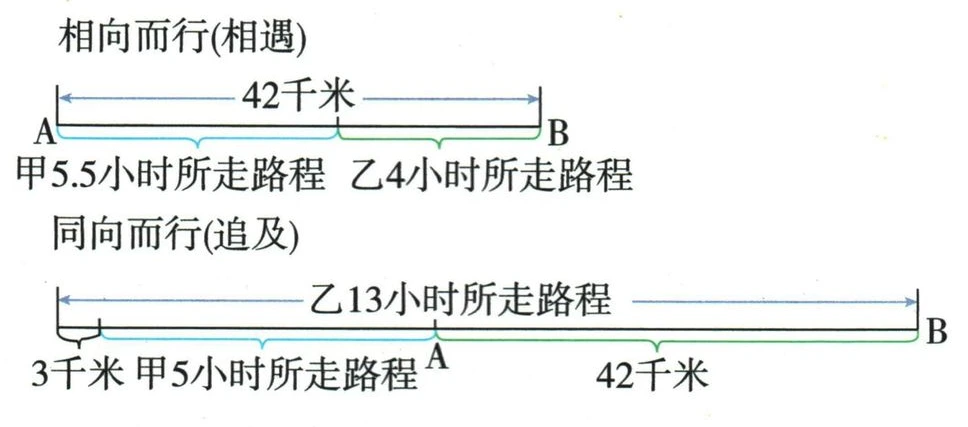 相向而行(相遇)
42千米
A B
甲5.5小时所走路程 乙4小时所走路程
同向而行(追及)
乙13小时所走路程
B
3千米 甲5小时所走路程 A 42千米